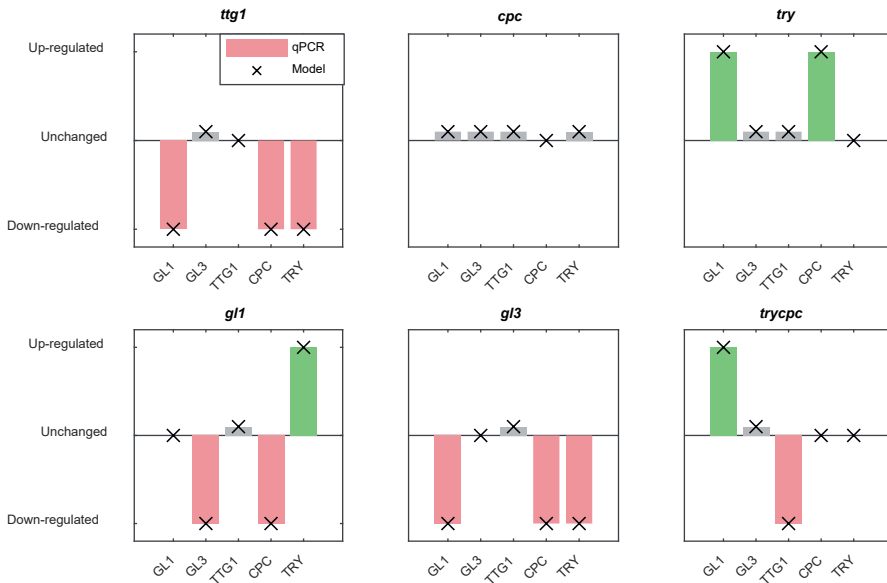 ttg1 cpc try
Up-regulated
Unchanged
Down-regulated
qPCR
Model
GL1 GL3 TTG1 CPC TRY
GL1 GL3 TTG1 CPC TRY
GL1 GL3 TTG1 CPC TRY
gl1 gl3 trycpc
Up-regulated
Unchanged
Down-regulated
GL1 GL3 TTG1 CPC TRY
GL1 GL3 TTG1 CPC TRY
GL1 GL3 TTG1 CPC TRY